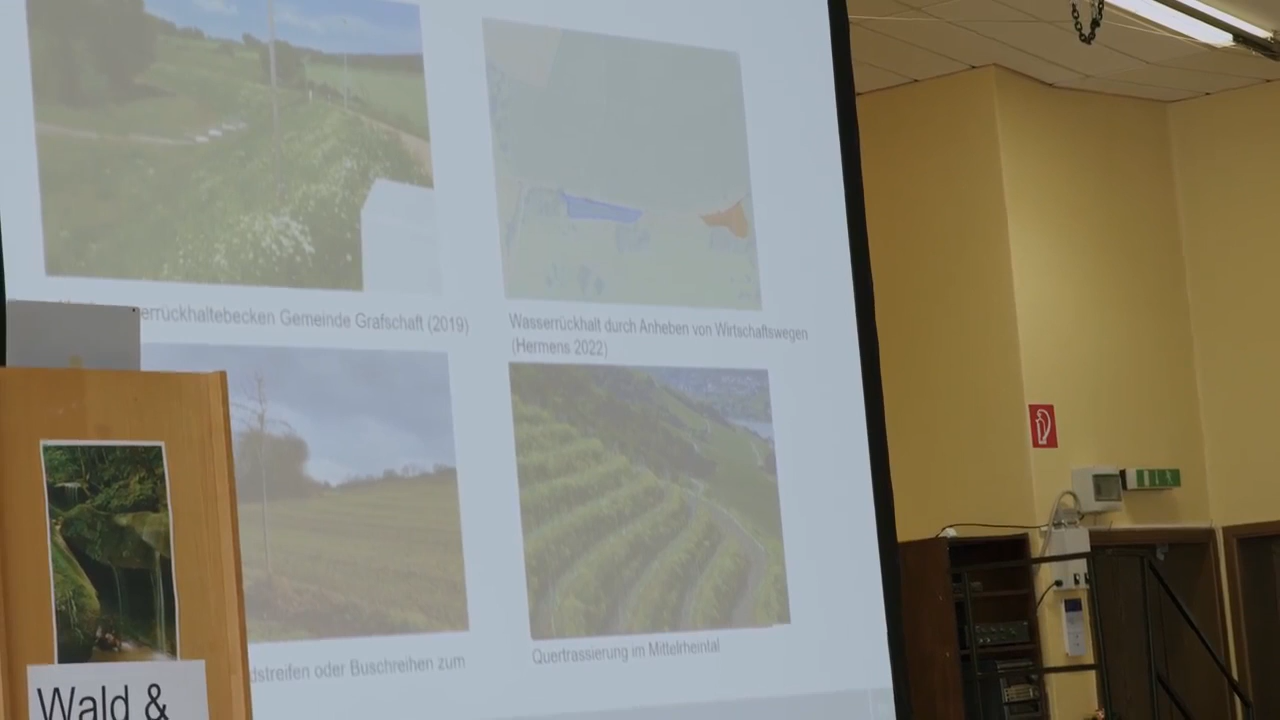 errückhaltebecken Gemeinde Grafschaft (2019)
Wasserrückhalt durch Anheben von Wirtschaftswegen
(Hermens 2022)
dstreifen oder Buschreihen zum
Quertrassierung im Mittelrheintal
Wald &